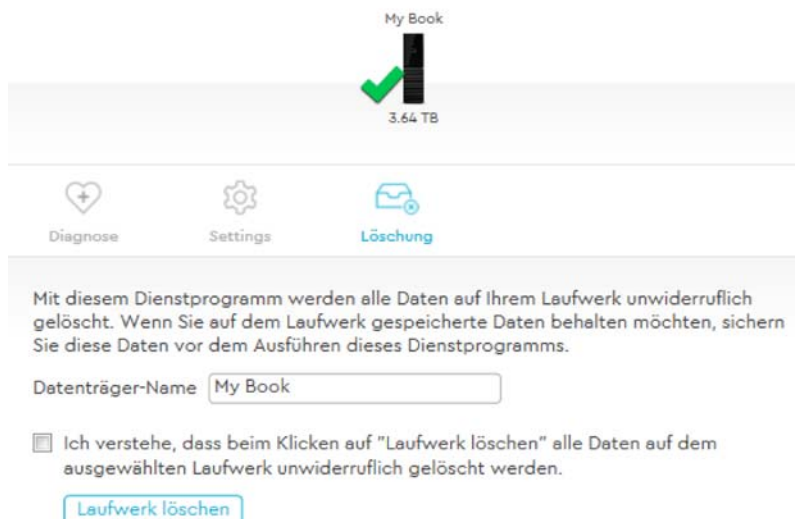 My Book
3.64 TB
Diagnose Settings Löschung
Mit diesem Dienstprogramm werden alle Daten auf Ihrem Laufwerk unwiderruflich
gelöscht. Wenn Sie auf dem Laufwerk gespeicherte Daten behalten möchten, sichern
Sie diese Daten vor dem Ausführen dieses Dienstprogramms.
Datenträger-Name My Book
Ich verstehe, dass beim Klicken auf "Laufwerk löschen" alle Daten auf dem
ausgewählten Laufwerk unwiderruflich gelöscht werden.
Laufwerk löschen